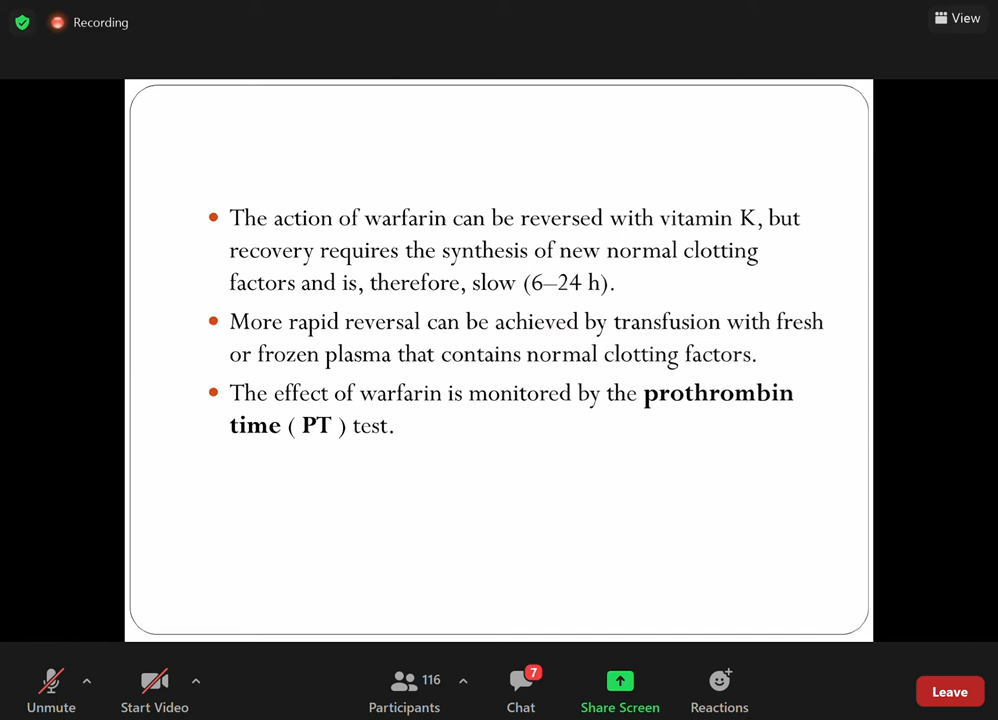 Recording
View
• The action of warfarin can be reversed with vitamin K, but
recovery requires the synthesis of new normal clotting
factors and is, therefore, slow (6–24 h).
• More rapid reversal can be achieved by transfusion with fresh
or frozen plasma that contains normal clotting factors.
• The effect of warfarin is monitored by the prothrombin
time ( PT ) test.
116
7
Unmute
Start Video
Participants
Chat
Share Screen
Reactions
Leave